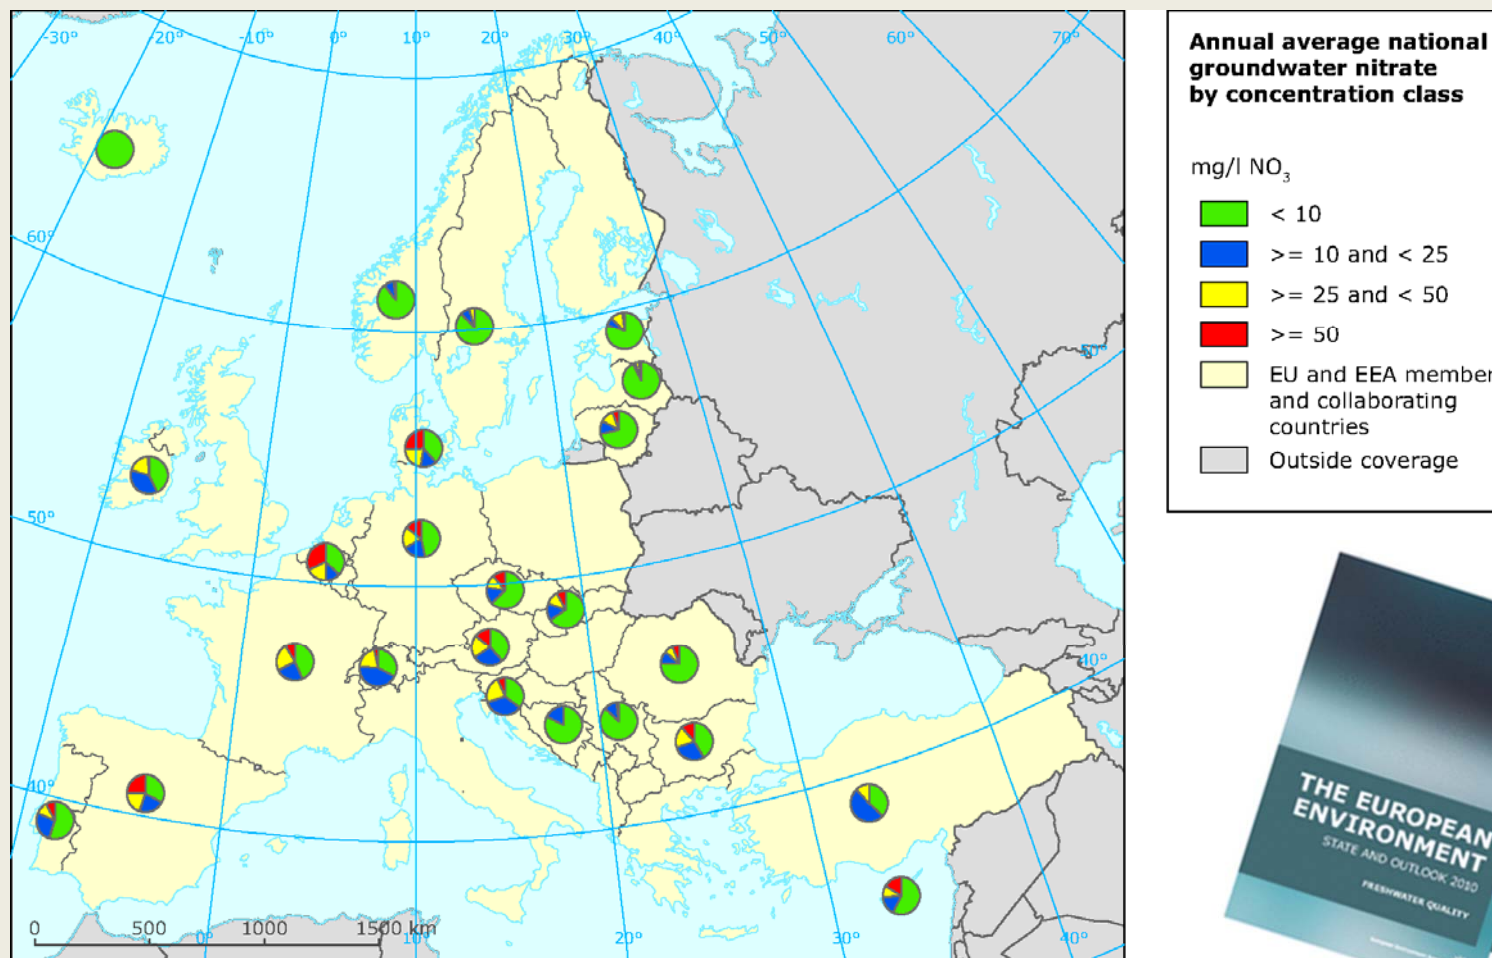 -30°
-20°
-10°
0°
10°
20°
30°
40°
50°
60°
70°
60°
50°
50°
40°
40°
0
500
1000
1500 km
0°
10°
20°
30°
40°
Annual average national
groundwater nitrate
by concentration class
mg/l NO₃
< 10
>= 10 and < 25
>= 25 and < 50
>= 50
EU and EEA member
and collaborating
countries
Outside coverage
THE EUROPEAN
ENVIRONMENT
STATE AND OUTLOOK 2010
FRESHWATER QUALITY